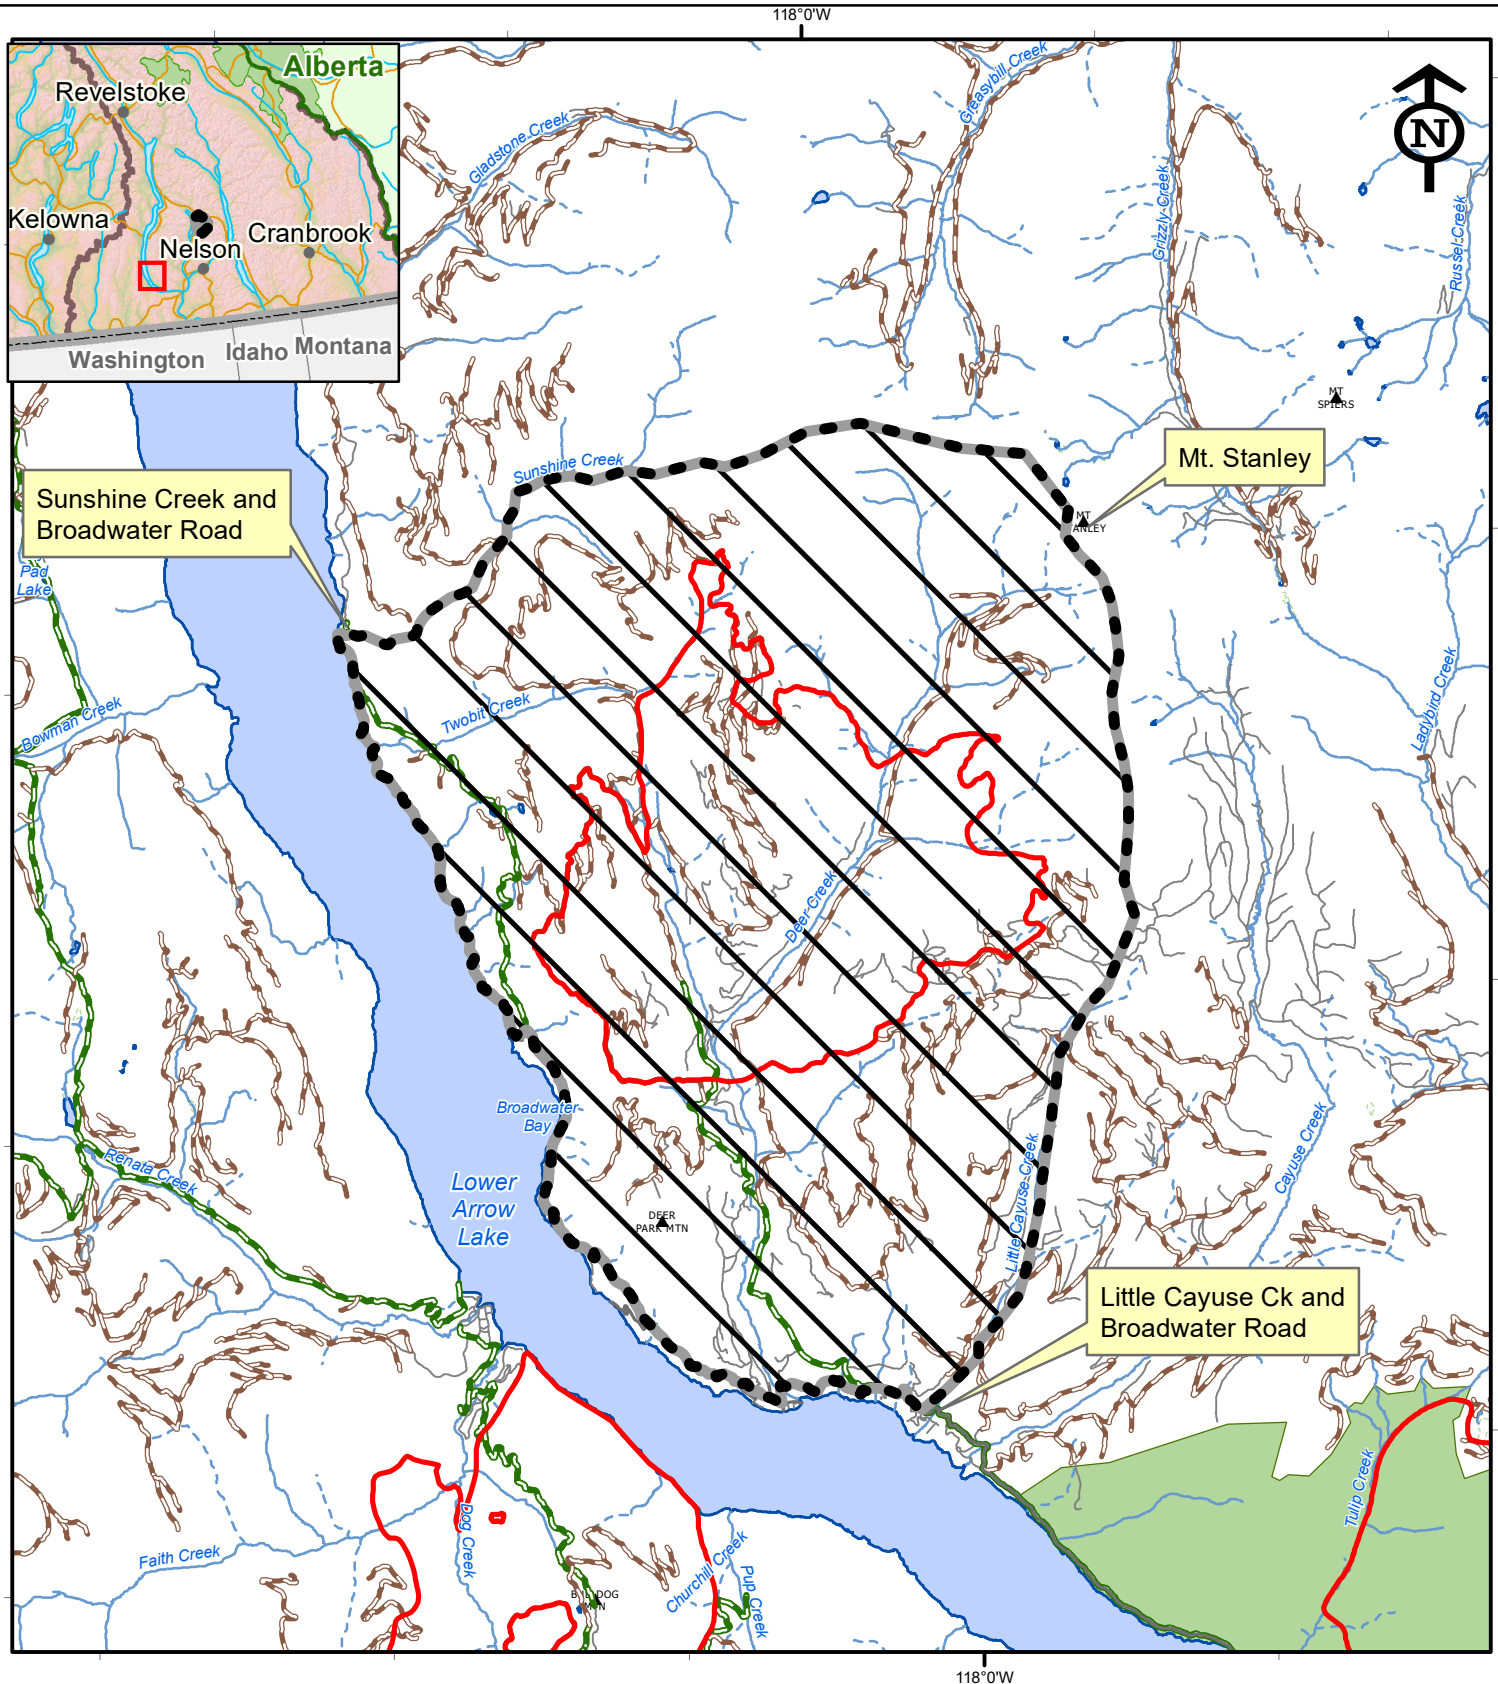 118°0'W
Alberta
Revelstoke
Kelowna
Nelson
Cranbrook
Washington
Idaho
Montana
Gladstone Creek
Greasybill Creek
Grizzly Creek
Russel Creek
N
MT
SPIERS
Mt. Stanley
MT
Sunshine Creek
Sunshine Creek and
Broadwater Road
Pad
Lake
Bowman Creek
Twobit Creek
Ladybird Creek
Deer Creek
Broadwater
Bay
Renata Creek
Lower
Arrow
Lake
DEER
PARK MTN
Little Cayuse Creek
Cayuse Creek
Little Cayuse Ck and
Broadwater Road
Tulip Creek
Faith Creek
Dog Creek
Churchill Creek
Pup Creek
DOG
118°0'W